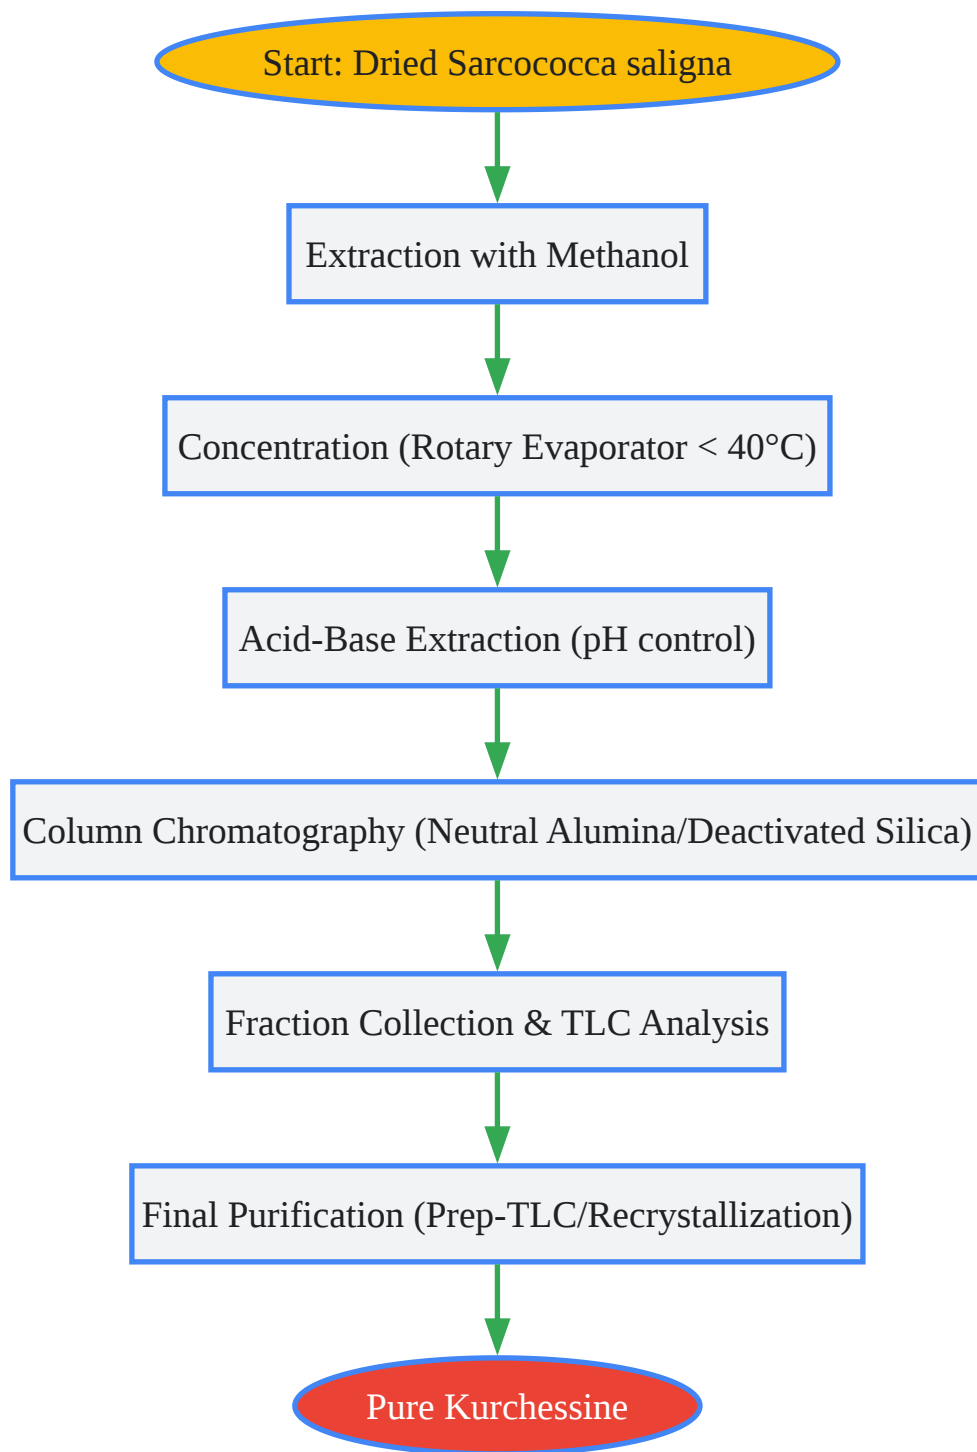 Start: Dried Sarcococca saligna
Extraction with Methanol
Concentration (Rotary Evaporator < 40°C)
Acid-Base Extraction (pH control)
Column Chromatography (Neutral Alumina/Deactivated Silica)
Fraction Collection & TLC Analysis
Final Purification (Prep-TLC/Recrystallization)
Pure Kurchessine